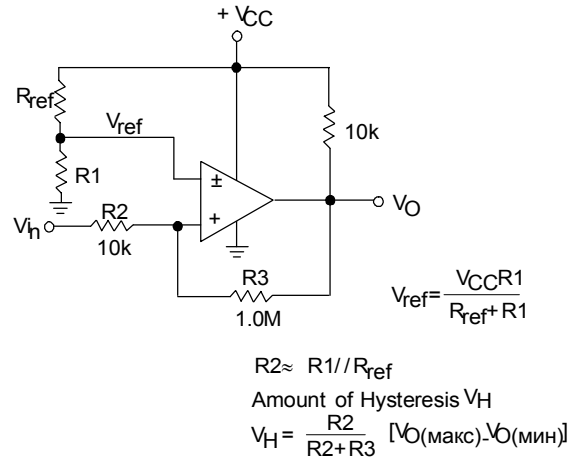 + VCC
Rref
Vref
10k
R1
±
+
VO
Vin
R2
10k
R3
1.0M
Vref = VCCR1 / Rref + R1
R2≈ R1//Rref
Amount of Hysteresis VH
VH = R2 / R2+R3 [VO(макс)-VO(мин)]